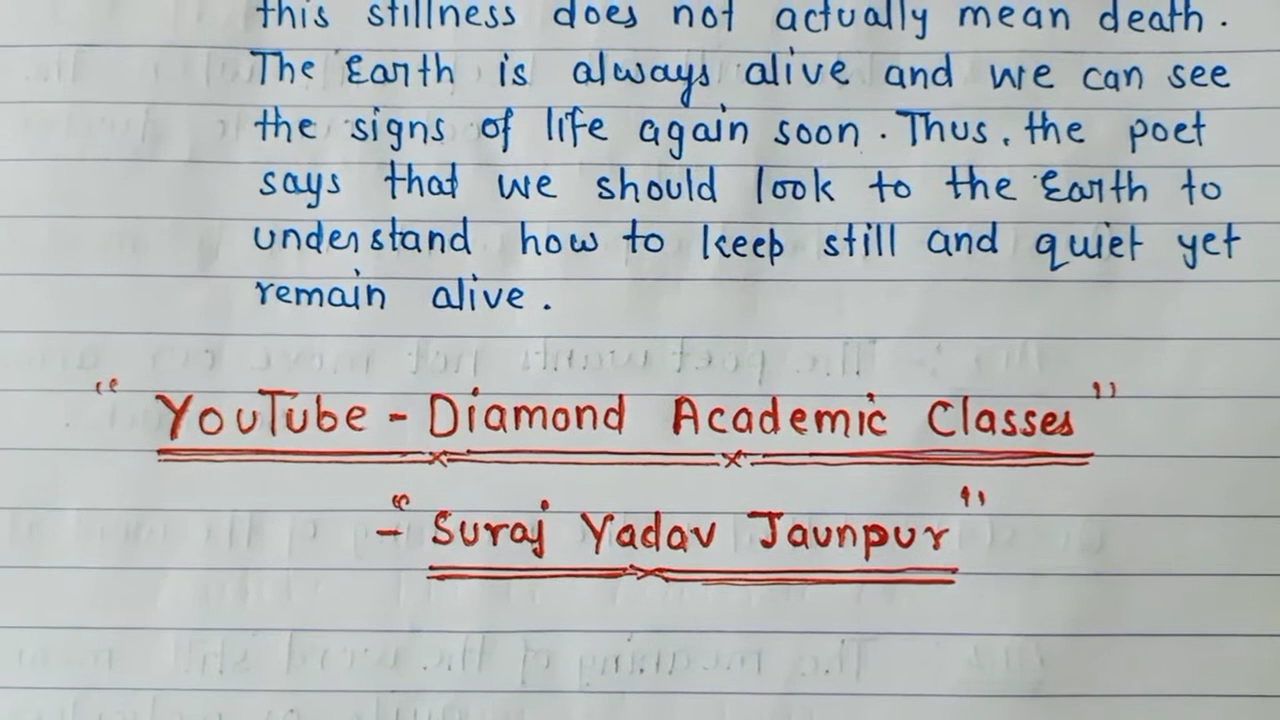 this stillness does not actually mean death.
The Earth is always alive and we can see
the signs of life again soon. Thus, the poet
says that we should look to the Earth to
understand how to keep still and quiet yet
remain alive.
“YouTube - Diamond Academic Classes”
- “Suraj Yadav Jaunpur”